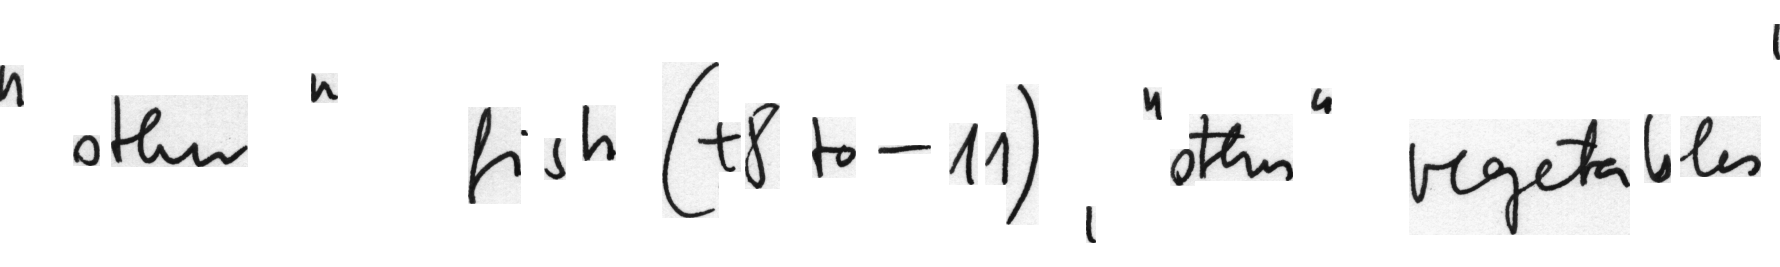 "other" fish (+8 to -11), "other" vegetables,